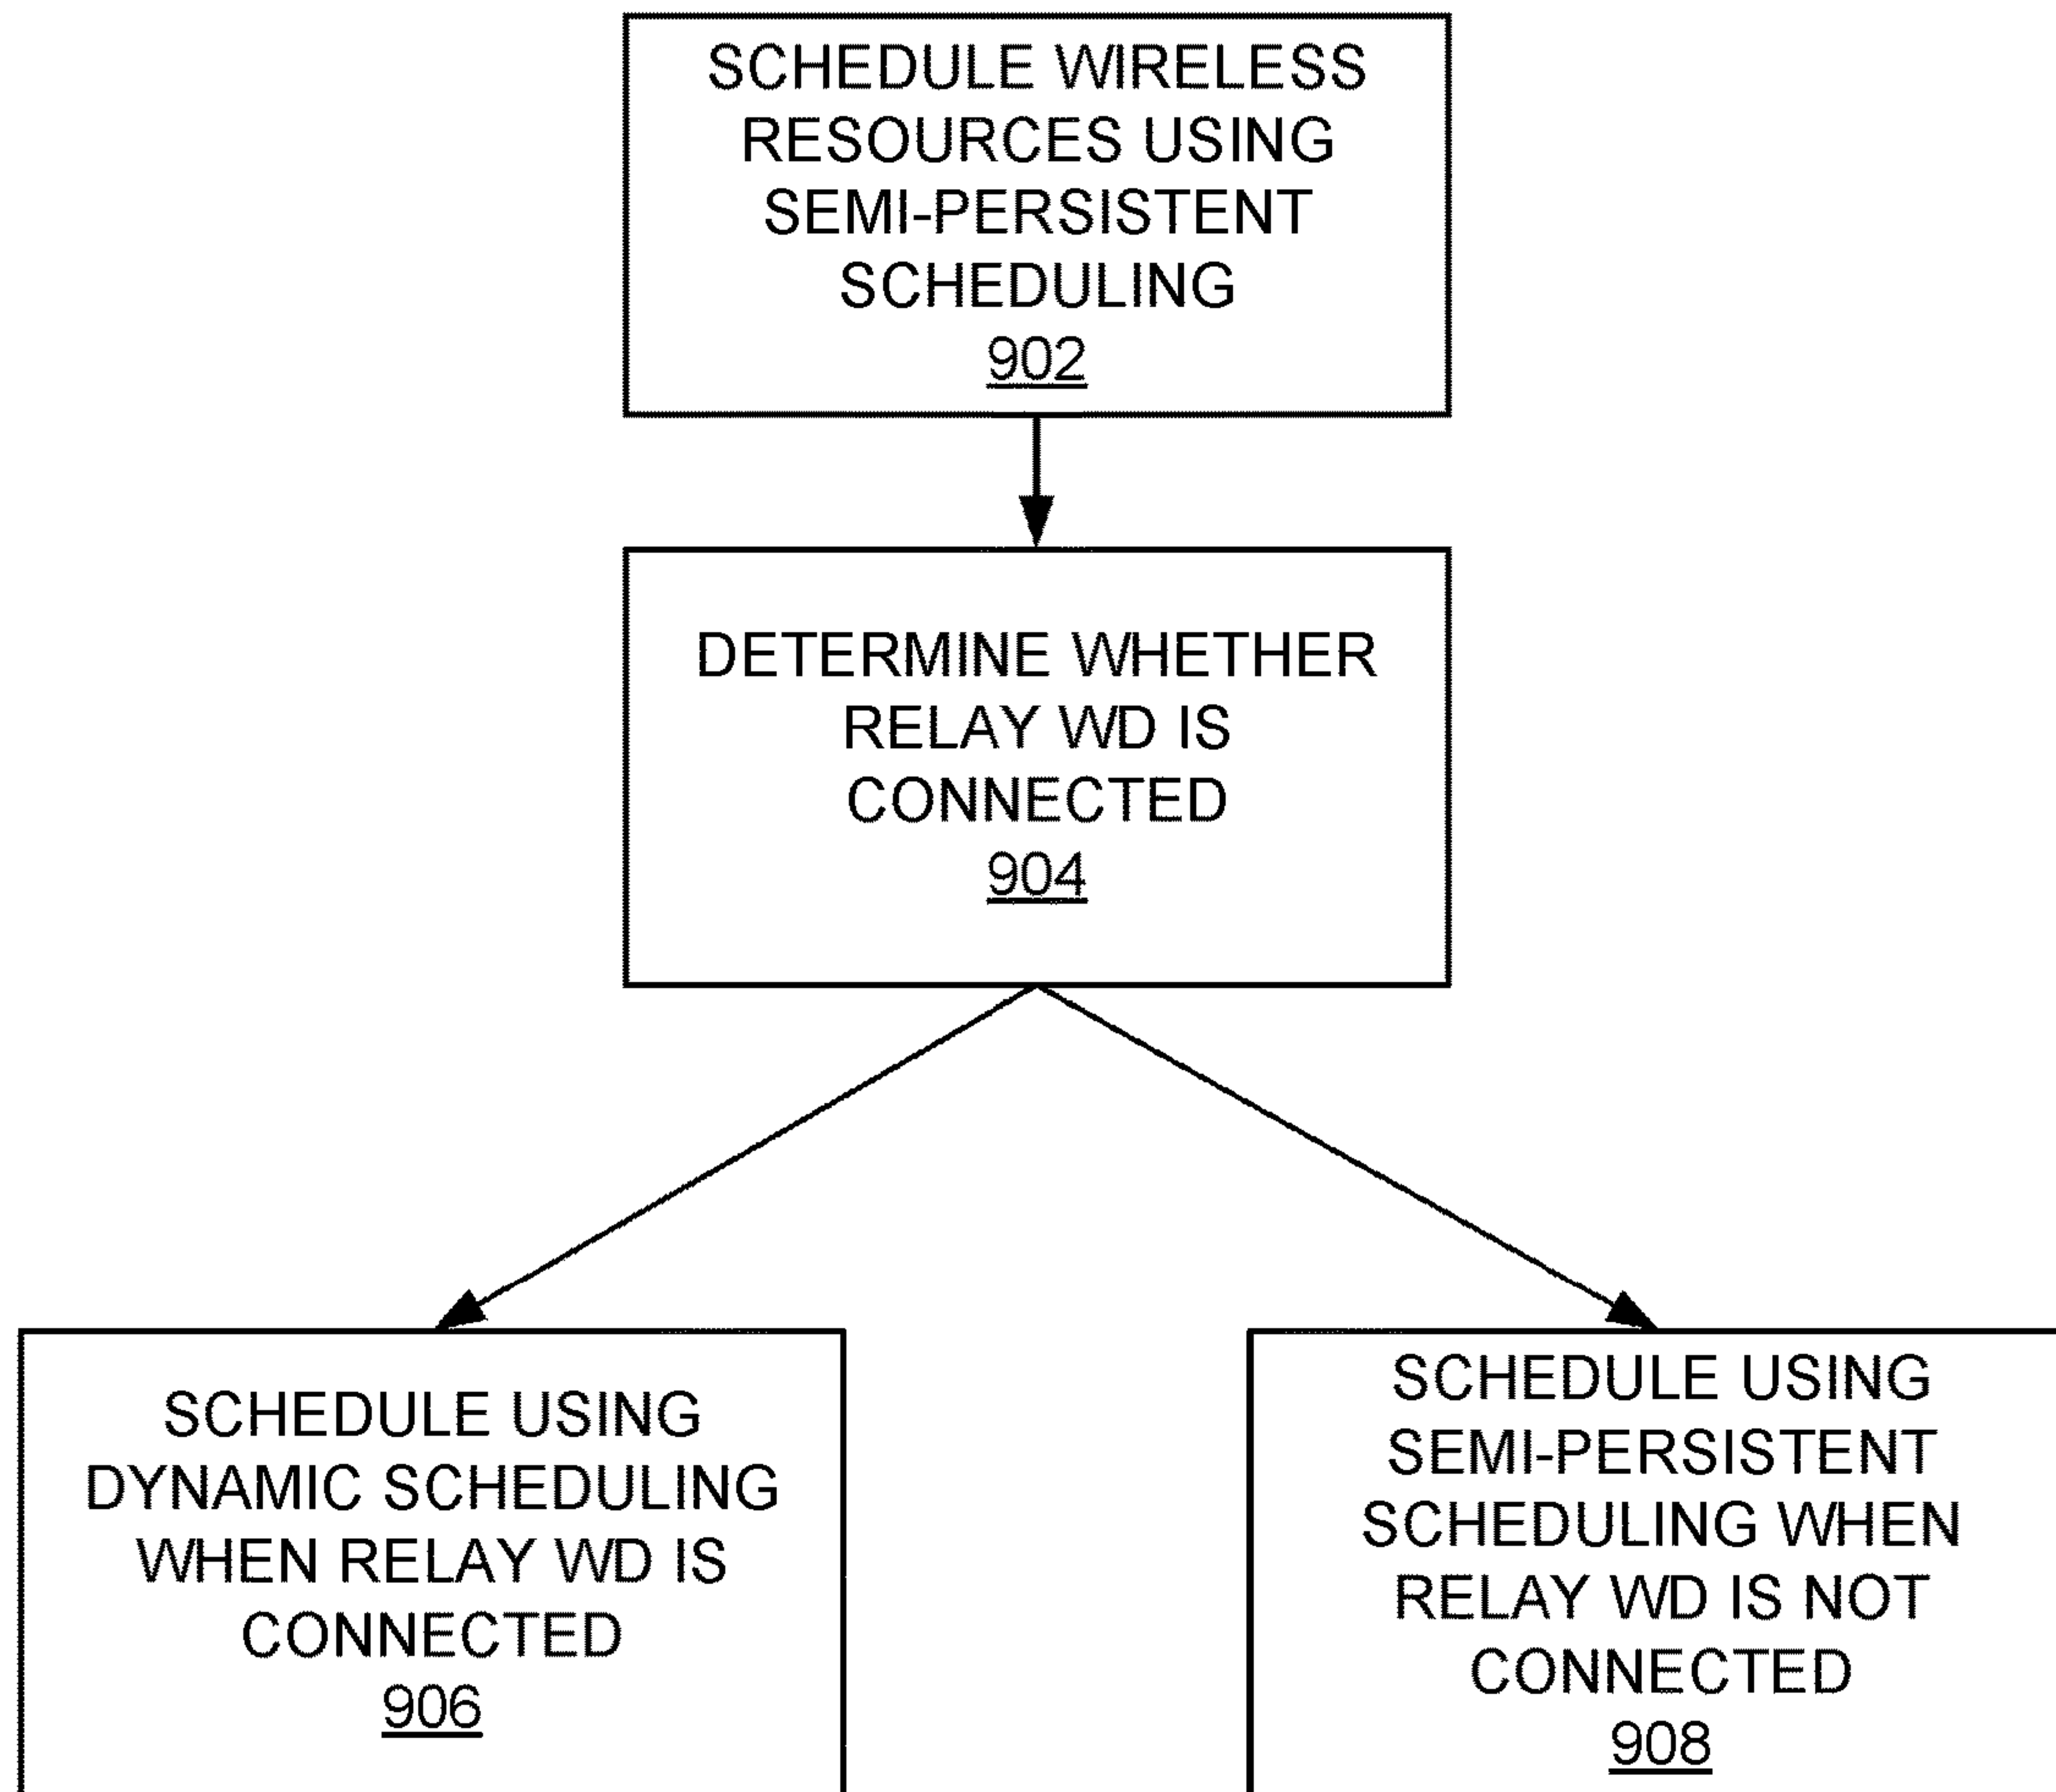 SCHEDULE WIRELESS
RESOURCES USING
SEMI-PERSISTENT
SCHEDULING
902
DETERMINE WHETHER
RELAY WD IS
CONNECTED
904
SCHEDULE USING
DYNAMIC SCHEDULING
WHEN RELAY WD IS
CONNECTED
906
SCHEDULE USING
SEMI-PERSISTENT
SCHEDULING WHEN
RELAY WD IS NOT
CONNECTED
908